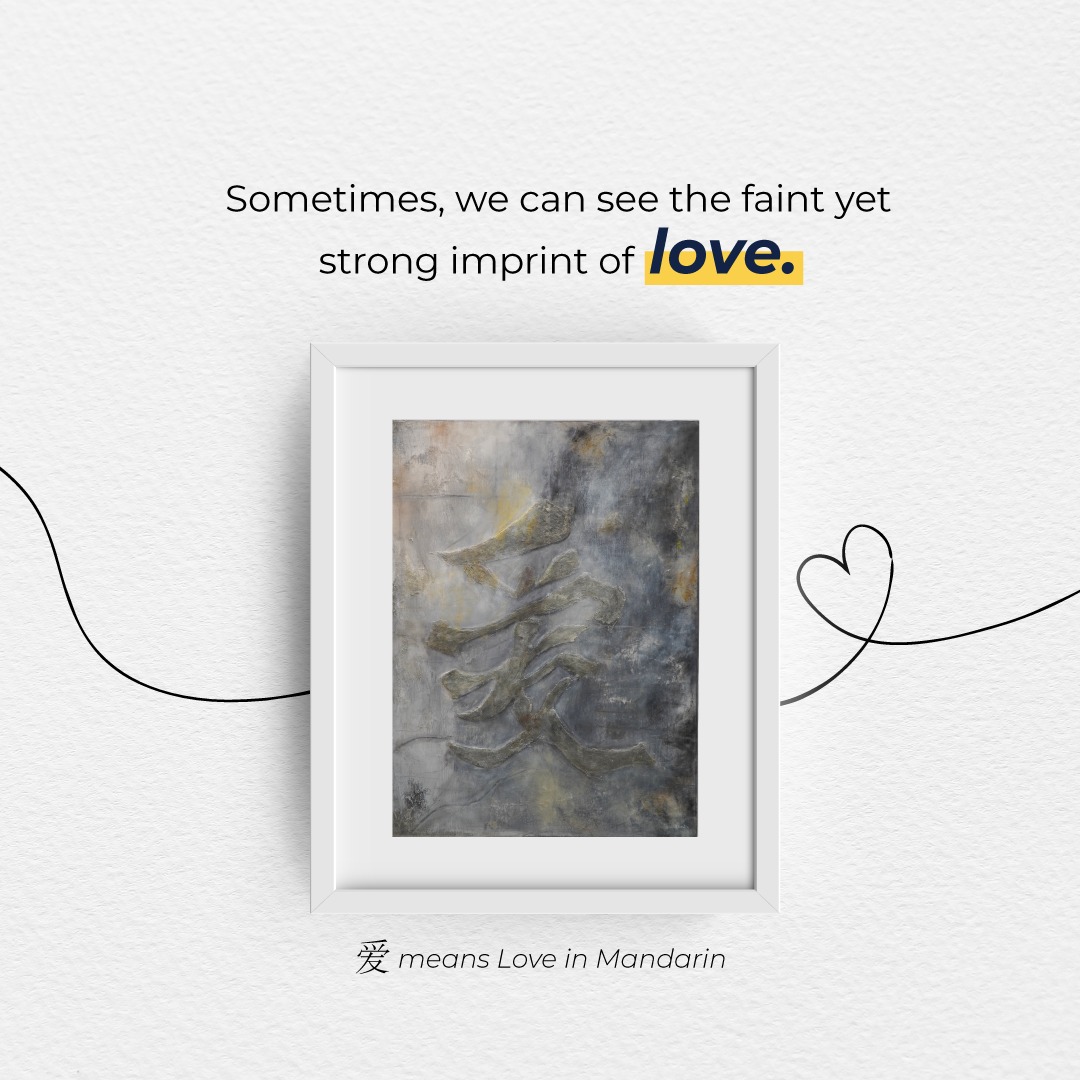 Sometimes, we can see the faint yet
strong imprint of love.
爱
爱 means Love in Mandarin